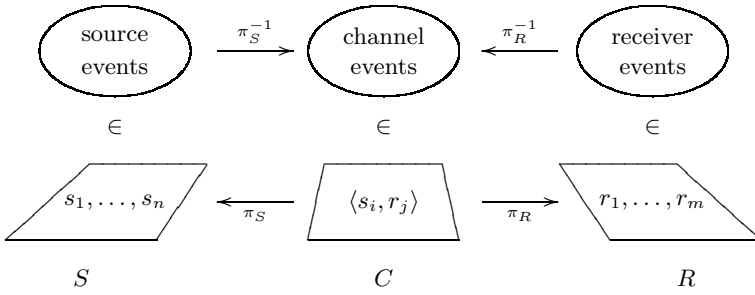 source channel receiver
events events events
π_S^{-1} π_R^{-1}
∈ ∈ ∈
s_1, . . . , s_n ⟨s_i, r_j⟩ r_1, . . . , r_m
π_S π_R
S C R